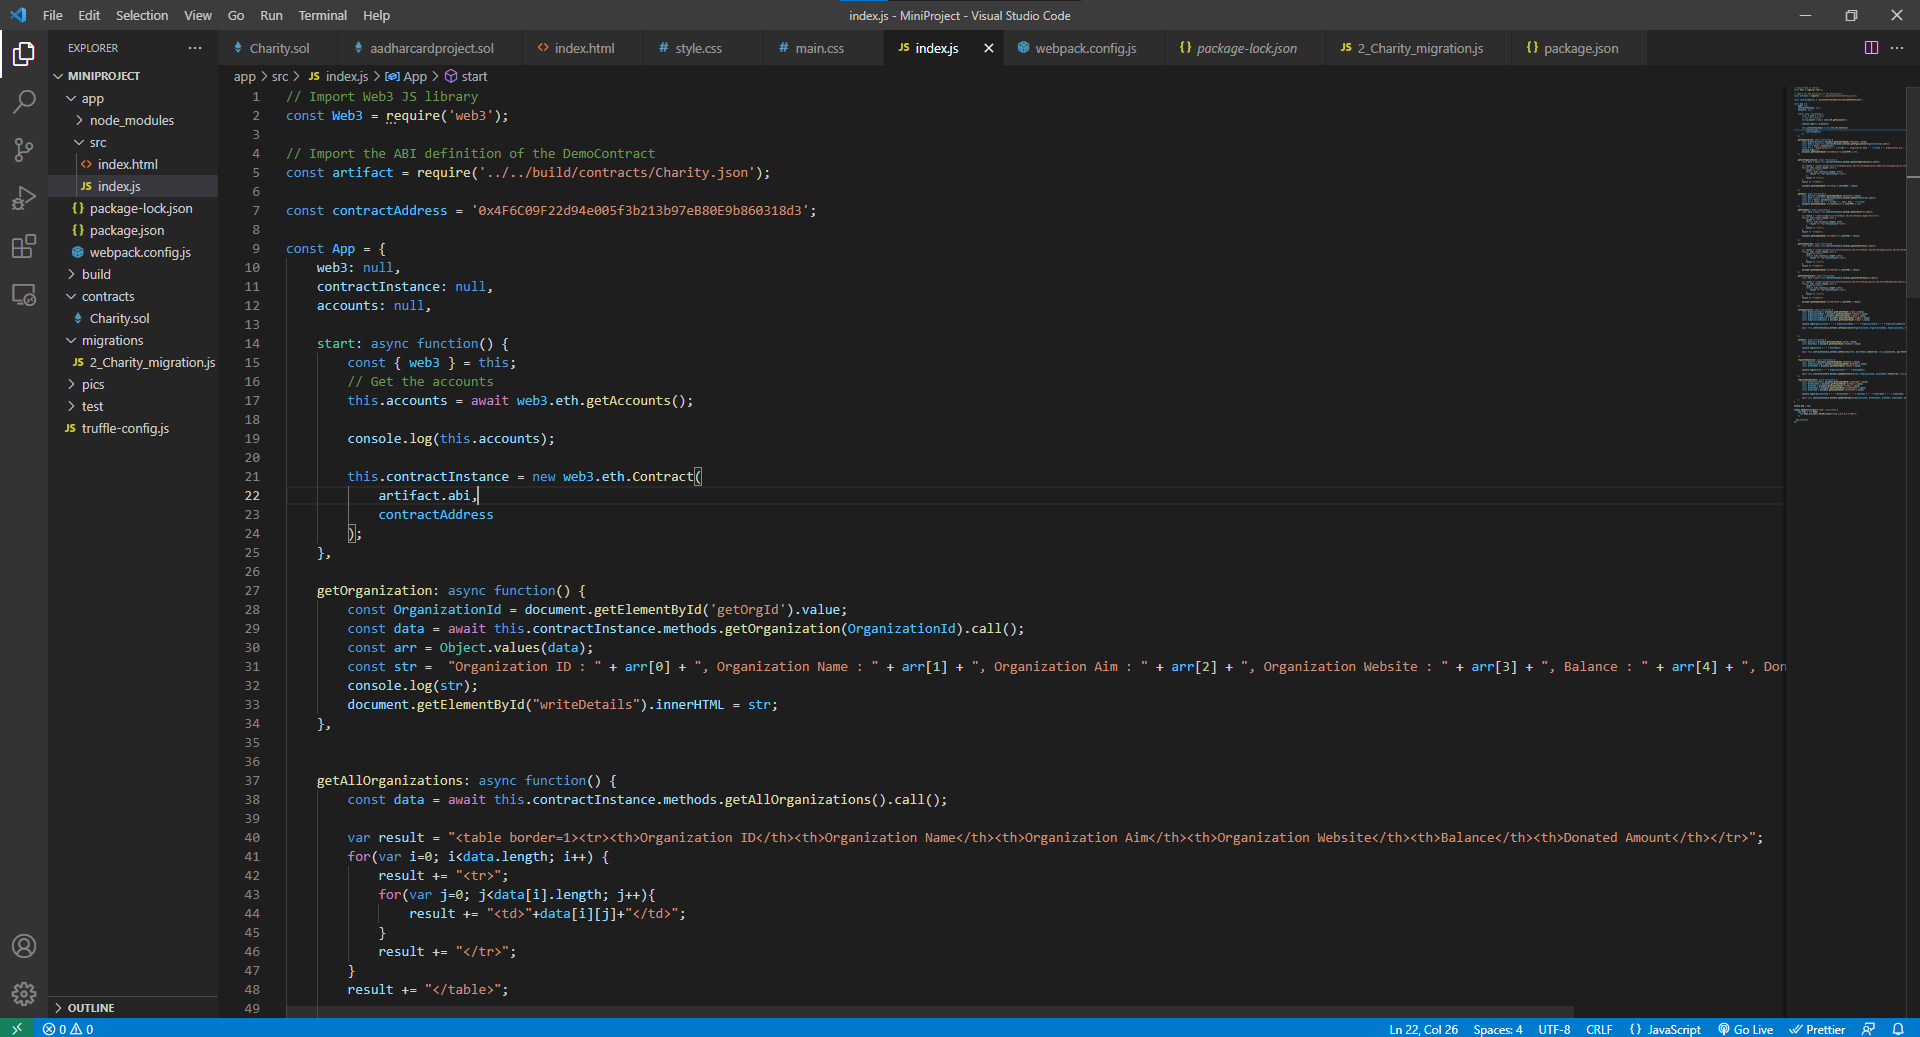 File Edit Selection View Go Run Terminal Help
index.js - MiniProject - Visual Studio Code
EXPLORER
MINIPROJECT
app
node_modules
src
index.html
index.js
package-lock.json
package.json
webpack.config.js
build
contracts
Charity.sol
migrations
2_Charity_migration.js
pics
test
truffle-config.js
OUTLINE
Charity.sol aadharcardproject.sol index.html style.css main.css index.js webpack.config.js package-lock.json 2_Charity_migration.js package.json
app > src > JS index.js > App > start
1 // Import Web3 JS library
2 const Web3 = require('web3');
3
4 // Import the ABI definition of the DemoContract
5 const artifact = require('../../build/contracts/Charity.json');
6
7 const contractAddress = '0x4F6C09F22d94e005f3b213b97eB80E9b860318d3';
8
9 const App = {
10 web3: null,
11 contractInstance: null,
12 accounts: null,
13
14 start: async function() {
15 const { web3 } = this;
16 // Get the accounts
17 this.accounts = await web3.eth.getAccounts();
18
19 console.log(this.accounts);
20
21 this.contractInstance = new web3.eth.Contract(
22 artifact.abi,
23 contractAddress
24 );
25 },
26
27 getOrganization: async function() {
28 const OrganizationId = document.getElementById('getOrgId').value;
29 const data = await this.contractInstance.methods.getOrganization(OrganizationId).call();
30 const arr = Object.values(data);
31 const str =  "Organization ID : " + arr[0] + ", Organization Name : " + arr[1] + ", Organization Aim : " + arr[2] + ", Organization Website : " + arr[3] + ", Balance : " + arr[4] + ", Don
32 console.log(str);
33 document.getElementById("writeDetails").innerHTML = str;
34 },
35
36
37 getAllOrganizations: async function() {
38 const data = await this.contractInstance.methods.getAllOrganizations().call();
39
40 var result = "<table border=1><tr><th>Organization ID</th><th>Organization Name</th><th>Organization Aim</th><th>Organization Website</th><th>Balance</th><th>Donated Amount</th></tr>";
41 for(var i=0; i<data.length; i++) {
42 result += "<tr>";
43 for(var j=0; j<data[i].length; j++){
44 result += "<td>"+data[i][j]+"</td>";
45 }
46 result += "</tr>";
47 }
48 result += "</table>";
49
0 0 Ln 22, Col 26 Spaces: 4 UTF-8 CRLF {} JavaScript Go Live Prettier